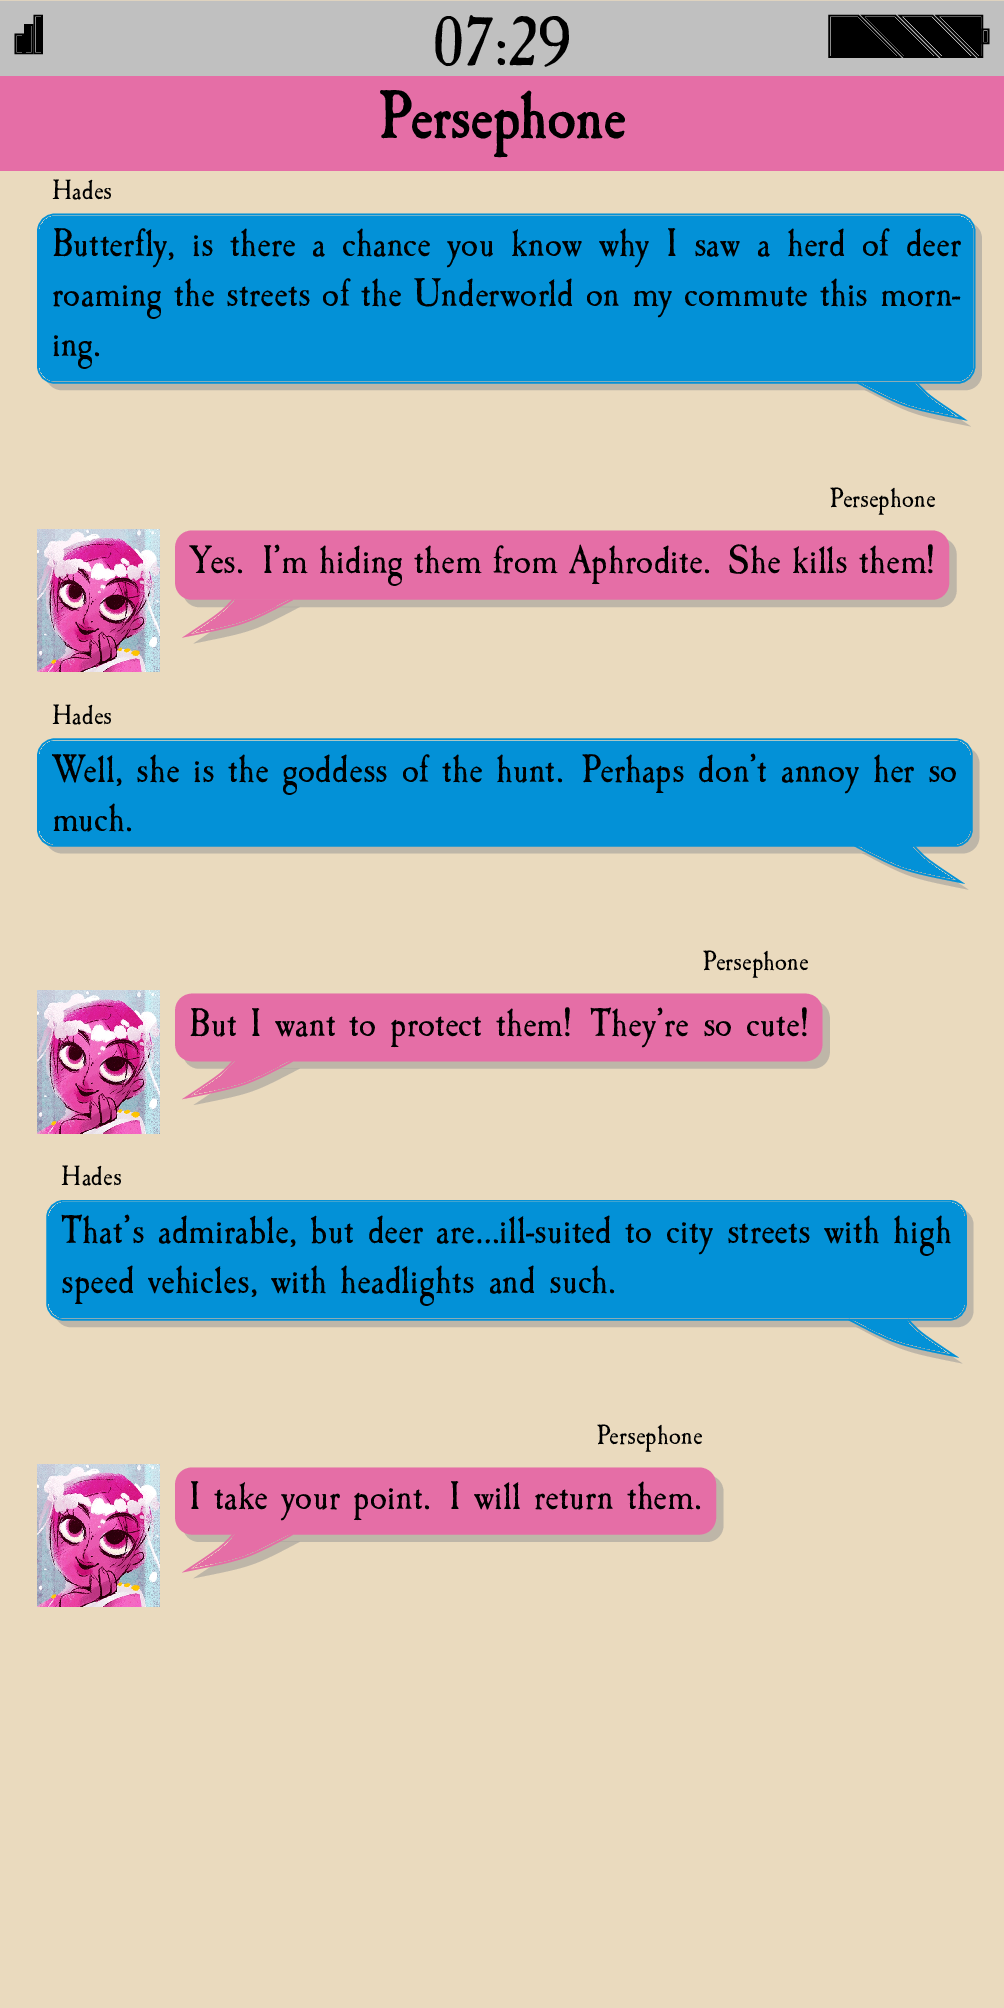 07:29
Persephone
Hades
Butterfly, is there a chance you know why I saw a herd of deer
roaming the streets of the Underworld on my commute this morn-
ing.
Persephone
Yes. I'm hiding them from Aphrodite. She kills them!
Hades
Well, she is the goddess of the hunt. Perhaps don't annoy her so
much.
Persephone
But I want to protect them! They're so cute!
Hades
That's admirable, but deer are...ill-suited to city streets with high
speed vehicles, with headlights and such.
Persephone
I take your point. I will return them.